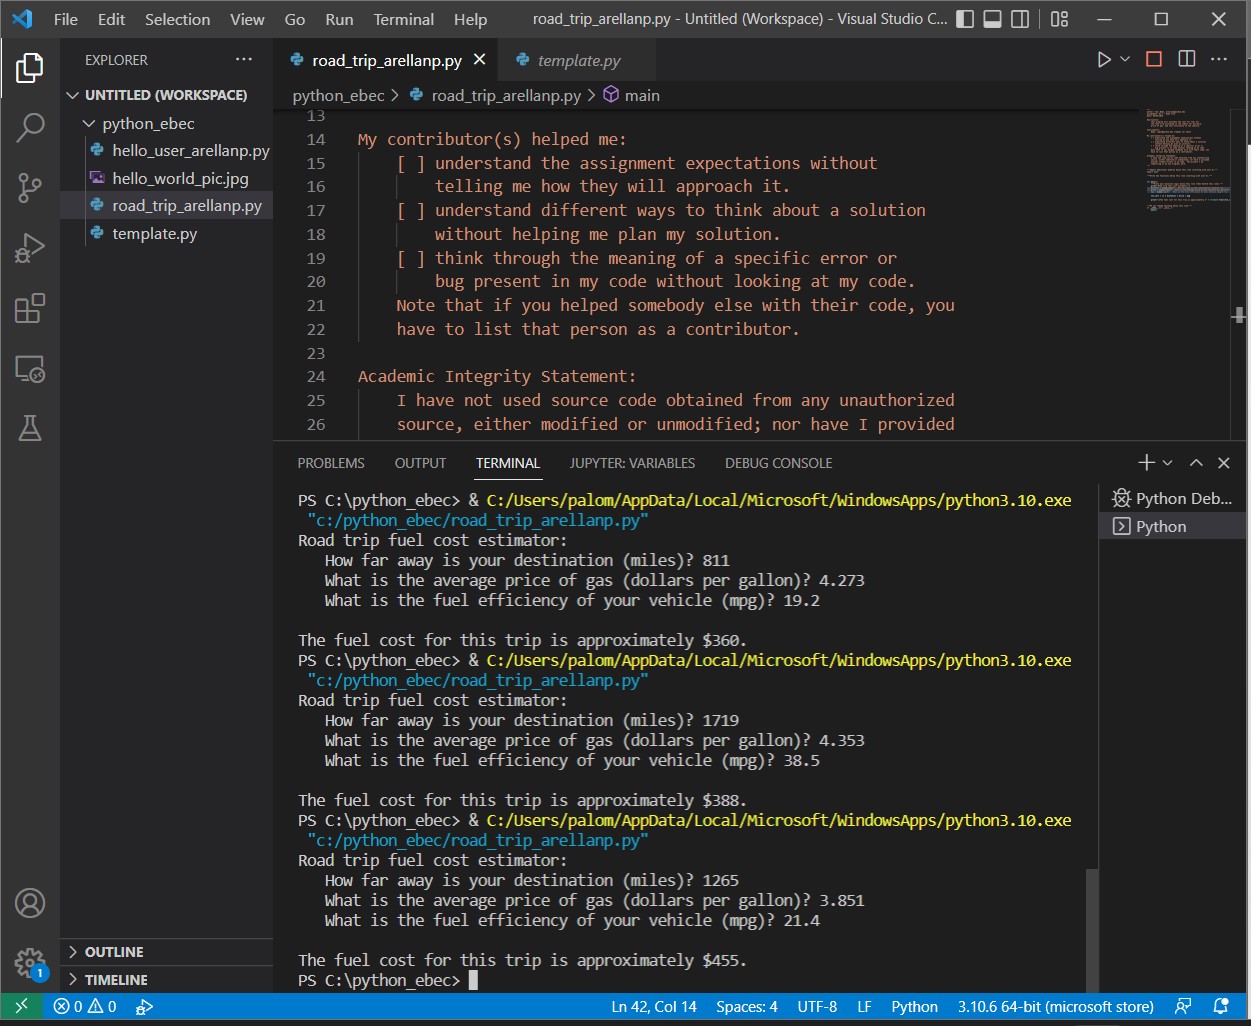 File Edit Selection View Go Run Terminal Help road_trip_arellanp.py - Untitled (Workspace) - Visual Studio C...
EXPLORER ...
road_trip_arellanp.py
template.py
UNTITLED (WORKSPACE)
python_ebec
hello_user_arellanp.py
hello_world_pic.jpg
road_trip_arellanp.py
template.py
OUTLINE
TIMELINE
1
python_ebec > road_trip_arellanp.py > main
13
14 My contributor(s) helped me:
15 [ ] understand the assignment expectations without
16 telling me how they will approach it.
17 [ ] understand different ways to think about a solution
18 without helping me plan my solution.
19 [ ] think through the meaning of a specific error or
20 bug present in my code without looking at my code.
21 Note that if you helped somebody else with their code, you
22 have to list that person as a contributor.
23
24 Academic Integrity Statement:
25 I have not used source code obtained from any unauthorized
26 source, either modified or unmodified; nor have I provided
PROBLEMS OUTPUT TERMINAL JUPYTER: VARIABLES DEBUG CONSOLE
PS C:\python_ebec> & C:/Users/palom/AppData/Local/Microsoft/WindowsApps/python3.10.exe
"c:/python_ebec/road_trip_arellanp.py"
Road trip fuel cost estimator:
How far away is your destination (miles)? 811
What is the average price of gas (dollars per gallon)? 4.273
What is the fuel efficiency of your vehicle (mpg)? 19.2
The fuel cost for this trip is approximately $360.
PS C:\python_ebec> & C:/Users/palom/AppData/Local/Microsoft/WindowsApps/python3.10.exe
"c:/python_ebec/road_trip_arellanp.py"
Road trip fuel cost estimator:
How far away is your destination (miles)? 1719
What is the average price of gas (dollars per gallon)? 4.353
What is the fuel efficiency of your vehicle (mpg)? 38.5
The fuel cost for this trip is approximately $388.
PS C:\python_ebec> & C:/Users/palom/AppData/Local/Microsoft/WindowsApps/python3.10.exe
"c:/python_ebec/road_trip_arellanp.py"
Road trip fuel cost estimator:
How far away is your destination (miles)? 1265
What is the average price of gas (dollars per gallon)? 3.851
What is the fuel efficiency of your vehicle (mpg)? 21.4
The fuel cost for this trip is approximately $455.
PS C:\python_ebec>
Python Deb...
Python
0 0 Ln 42, Col 14 Spaces: 4 UTF-8 LF Python 3.10.6 64-bit (microsoft store)